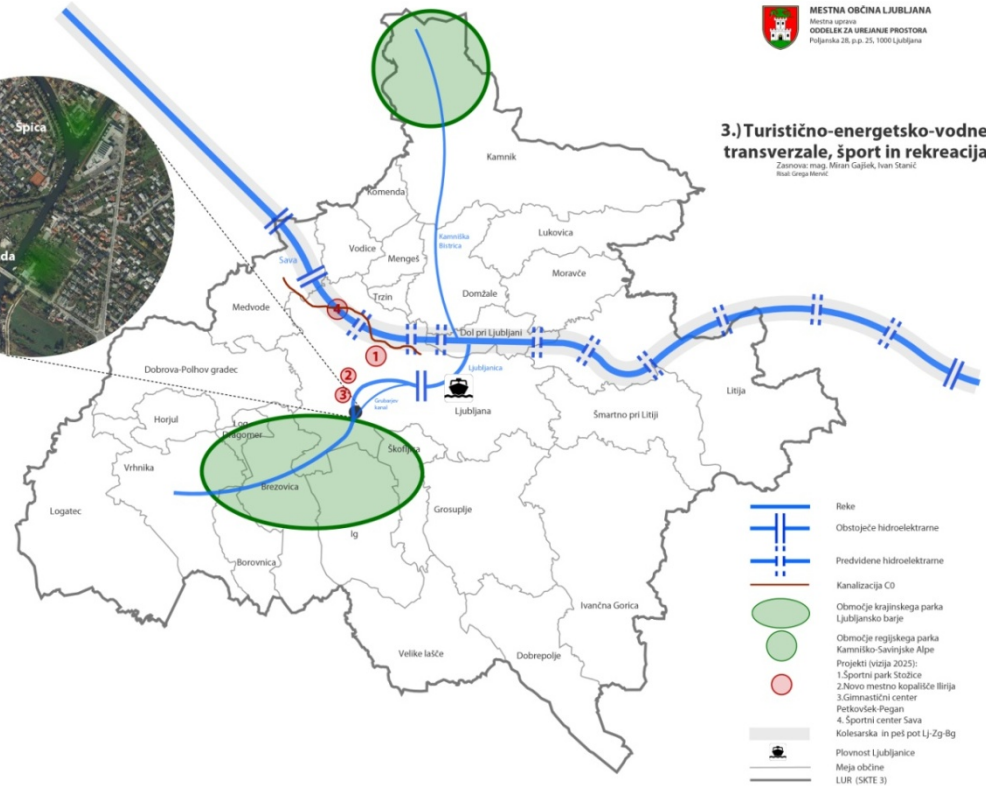 MESTNA OBČINA LJUBLJANA
Mestna uprava
ODDELEK ZA UREJANJE PROSTORA
Poljanska 28, p.p. 25, 1000 Ljubljana
3.) Turistično-energetsko-vodne
transverzale, šport in rekreacija
Zasnova: mag. Miran Gajšek, Ivan Stanič
Risal: Grega Mervič
Špica
da
Kamnik
Komenda
Kamniška
Bistrica
Lukovica
Vodice
Mengeš
Sava
Moravče
Domžale
Trzin
Medvode
4
Dol pri Ljubljani
1
Dobrova-Polhov gradec
Ljubljanica
2
3
Litija
Grubarjev
kanal
Ljubljana
Šmartno pri Litiji
Horjul
Log
Dragomer
Škofljica
Vrhnika
Brezovica
Logatec
Grosuplje
Ig
Borovnica
Ivančna Gorica
Velike lašče
Dobrepolje
Reke
Obstoječe hidroelektrarne
Predvidene hidroelektrarne
Kanalizacija C0
Območje krajinskega parka
Ljubljansko barje
Območje regijskega parka
Kamniško-Savinjske Alpe
Projekti (vizija 2025):
1.Športni park Stožice
2.Novo mestno kopališče Ilirija
3.Gimnastični center
Petkovšek-Pegan
4. Športni center Sava
Kolesarska in peš pot Lj-Zg-Bg
Plovnost Ljubljanice
Meja občine
LUR (SKTE 3)